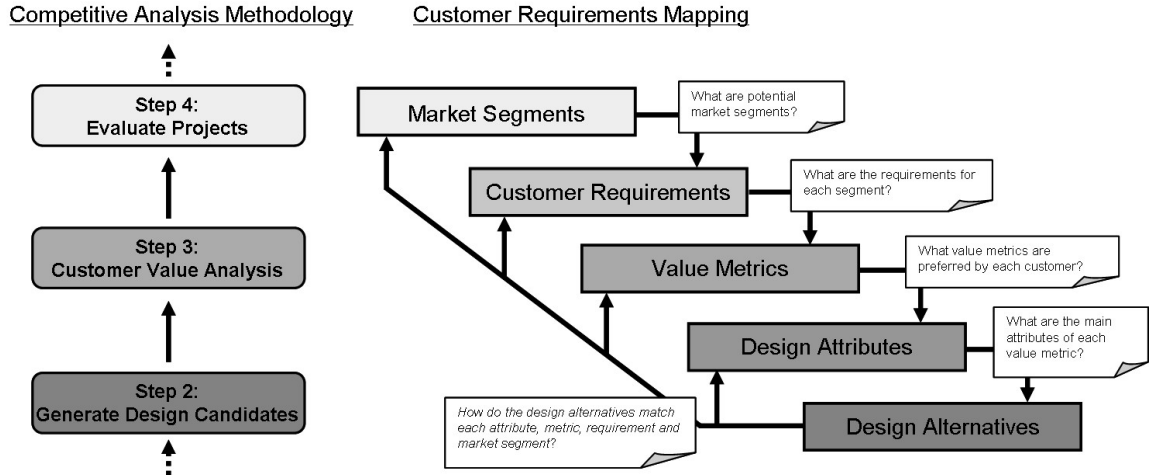 Competitive Analysis Methodology
Customer Requirements Mapping
Step 4:
Evaluate Projects
Step 3:
Customer Value Analysis
Step 2:
Generate Design Candidates
Market Segments
What are potential
market segments?
Customer Requirements
What are the requirements for
each segment?
Value Metrics
What value metrics are
preferred by each customer?
Design Attributes
What are the main
attributes of each
value metric?
Design Alternatives
How do the design alternatives match
each attribute, metric, requirement and
market segment?